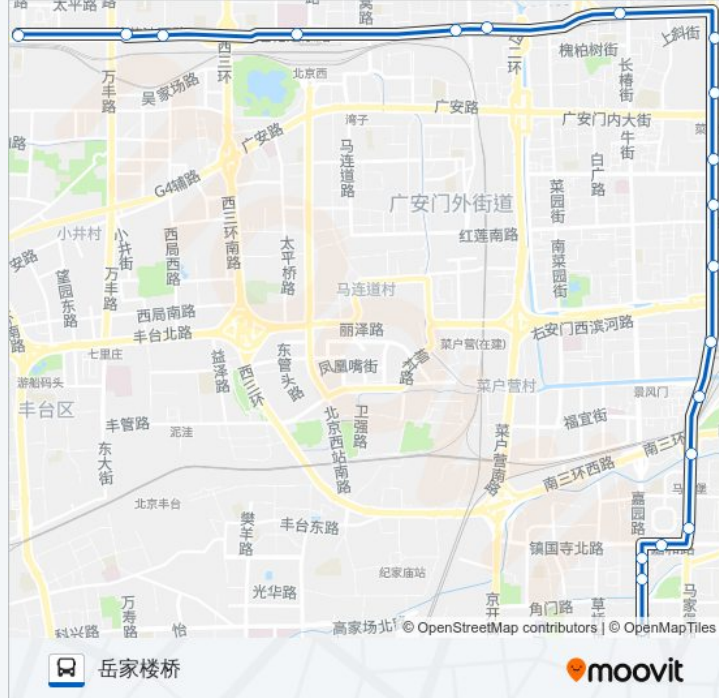 太平路
西三环
北京西
二环
槐柏树街
上斜街
长椿街
万丰路
吴家场路
湾子
广安路
广安门内大街
牛街
广安路
马连道路
白广路
G4辅路
菜园街
广安门外街道
西三环南路
小井村
小井街
西局西路
太平桥路
红莲南路
南菜园街
望园东路
万丰路
马连道村
西局南路
丰台北路
丽泽路
右安门西滨河路
七里庄
益泽路
东管头路
凤凰嘴街
菜户营(在建)
游船码头
西三环
菜户营村
景风门
丰台区
丰管路
泥洼
北京西站南路
卫强路
菜户营南路
福宜街
东大街
南三环西路
南三环
北京丰台
樊羊路
丰台东路
嘉园路
镇国寺北路
纪家庙站
光华路
万寿路
角门路
科兴路
怡
高家场北
© OpenStreetMap contributors | © OpenMapTiles
岳家楼桥
moovit